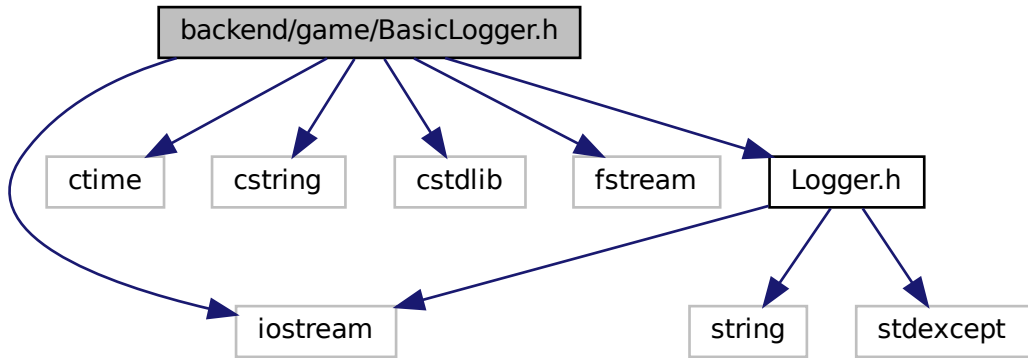 backend/game/BasicLogger.h
ctime
cstring
cstdlib
fstream
Logger.h
iostream
string
stdexcept